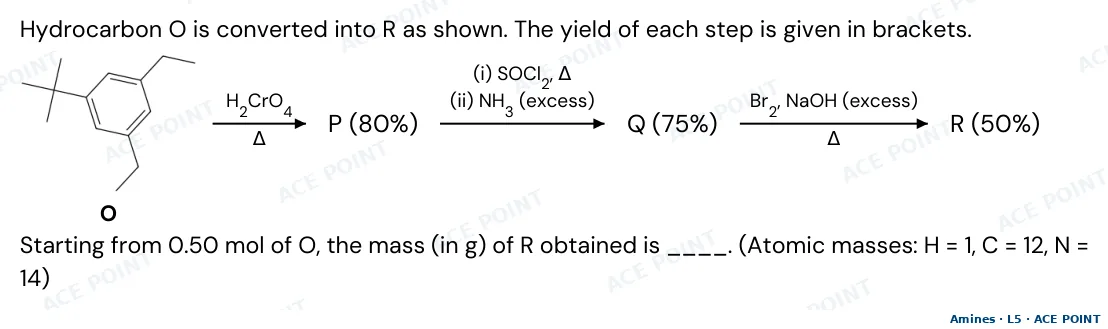 Hydrocarbon O is converted into R as shown. The yield of each step is given in brackets.
(i) SOCl2, Δ
H2CrO4 (ii) NH3 (excess) Br2, NaOH (excess)
P (80%) Q (75%) R (50%)
Δ Δ
O
Starting from 0.50 mol of O, the mass (in g) of R obtained is ____. (Atomic masses: H = 1, C = 12, N =
14)
ACE POINT
Amines · L5 · ACE POINT